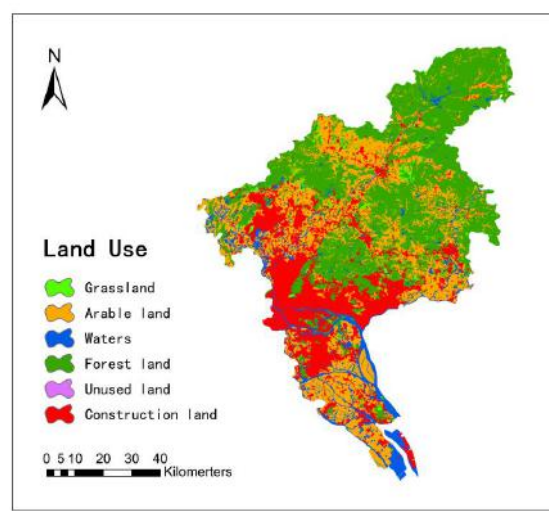 N
Land Use
Grassland
Arable land
Waters
Forest land
Unused land
Construction land
0 5 10 20 30 40
Kilomerters